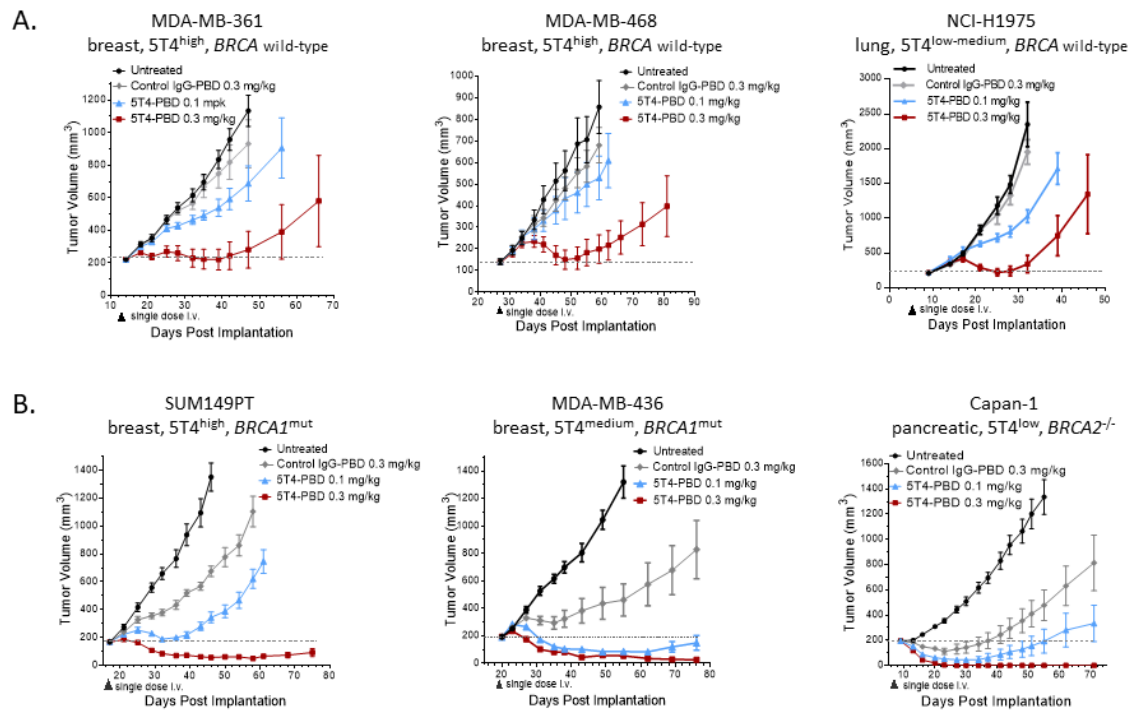 A.
MDA-MB-361
breast, 5T4high, BRCA wild-type
Untreated
Control IgG-PBD 0.3 mg/kg
5T4-PBD 0.1 mpk
5T4-PBD 0.3 mg/kg
Tumor Volume (mm3)
1200
1000
800
600
400
200
0
10 20 30 40 50 60 70
single dose i.v.
Days Post Implantation
MDA-MB-468
breast, 5T4high, BRCA wild-type
Untreated
Control IgG-PBD 0.3 mg/kg
5T4-PBD 0.1 mg/kg
5T4-PBD 0.3 mg/kg
Tumor Volume (mm3)
1000
900
800
700
600
500
400
300
200
100
0
20 30 40 50 60 70 80 90
single dose i.v.
Days Post Implantation
NCI-H1975
lung, 5T4low-medium, BRCA wild-type
Untreated
Control IgG-PBD 0.3 mg/kg
5T4-PBD 0.1 mg/kg
5T4-PBD 0.3 mg/kg
Tumor Volume (mm3)
3000
2500
2000
1500
1000
500
0
0 10 20 30 40 50
single dose i.v.
Days Post Implantation
B.
SUM149PT
breast, 5T4high, BRCA1mut
Untreated
Control IgG-PBD 0.3 mg/kg
5T4-PBD 0.1 mg/kg
5T4-PBD 0.3 mg/kg
Tumor Volume (mm3)
1400
1200
1000
800
600
400
200
0
20 30 40 50 60 70 80
single dose i.v.
Days Post Implantation
MDA-MB-436
breast, 5T4medium, BRCA1mut
Untreated
Control IgG-PBD 0.3 mg/kg
5T4-PBD 0.1 mg/kg
5T4-PBD 0.3 mg/kg
Tumor Volume (mm3)
1400
1200
1000
800
600
400
200
0
20 30 40 50 60 70 80
single dose i.v.
Days Post Implantation
Capan-1
pancreatic, 5T4low, BRCA2-/-
Untreated
Control IgG-PBD 0.3 mg/kg
5T4-PBD 0.1 mg/kg
5T4-PBD 0.3 mg/kg
Tumor Volume (mm3)
1600
1400
1200
1000
800
600
400
200
0
10 20 30 40 50 60 70
single dose i.v.
Days Post Implantation